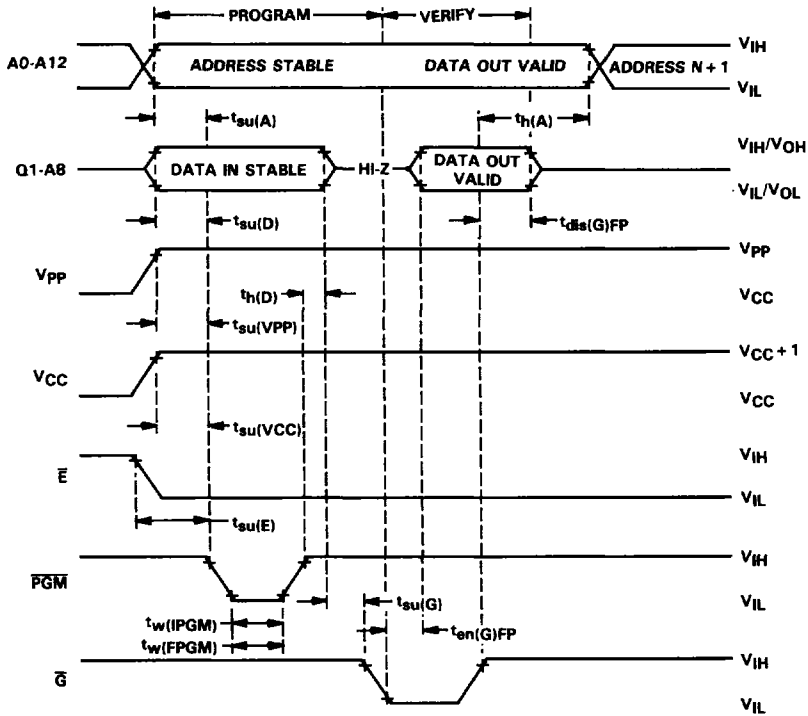 PROGRAM VERIFY
A0-A12 ADDRESS STABLE DATA OUT VALID ADDRESS N + 1 VIH
VIL
tsu(A) th(A)
Q1-A8 DATA IN STABLE HI-Z DATA OUT VALID VIH/VOH
VIL/VOL
tsu(D) tdis(G)FP
VPP VPP
th(D) VCC
tsu(VPP)
VCC VCC + 1
VCC
tsu(VCC)
E VIH
VIL
tsu(E)
PGM VIH
VIL
tsu(G)
tw(IPGM) ten(G)FP
tw(FPGM)
G VIH
VIL